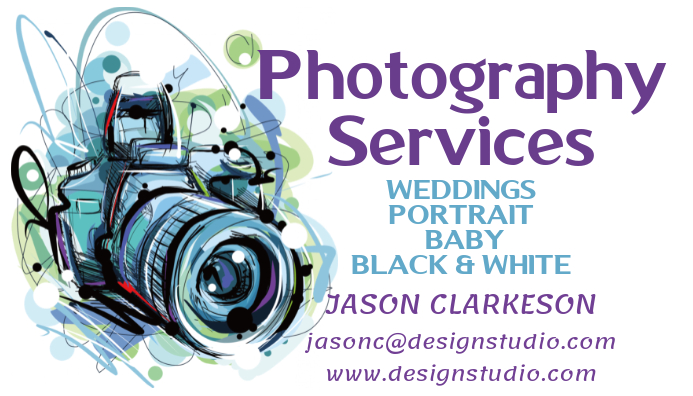 Photography
Services
WEDDINGS
PORTRAIT
BABY
BLACK & WHITE
JASON CLARKESON
jasonc@designstudio.com
www.designstudio.com